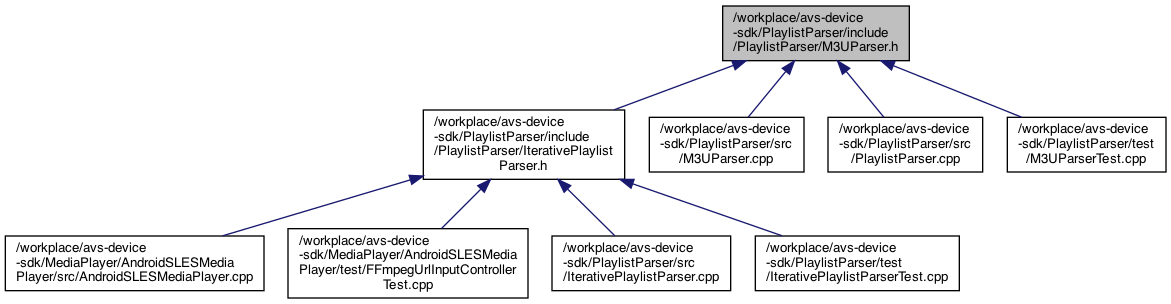 /workplace/avs-device
-sdk/PlaylistParser/include
/PlaylistParser/M3UParser.h
/workplace/avs-device
-sdk/PlaylistParser/include
/PlaylistParser/IterativePlaylist
Parser.h
/workplace/avs-device
-sdk/PlaylistParser/src
/M3UParser.cpp
/workplace/avs-device
-sdk/PlaylistParser/src
/PlaylistParser.cpp
/workplace/avs-device
-sdk/PlaylistParser/test
/M3UParserTest.cpp
/workplace/avs-device
-sdk/MediaPlayer/AndroidSLESMedia
Player/src/AndroidSLESMediaPlayer.cpp
/workplace/avs-device
-sdk/MediaPlayer/AndroidSLESMedia
Player/test/FFmpegUrlInputController
Test.cpp
/workplace/avs-device
-sdk/PlaylistParser/src
/IterativePlaylistParser.cpp
/workplace/avs-device
-sdk/PlaylistParser/test
/IterativePlaylistParserTest.cpp